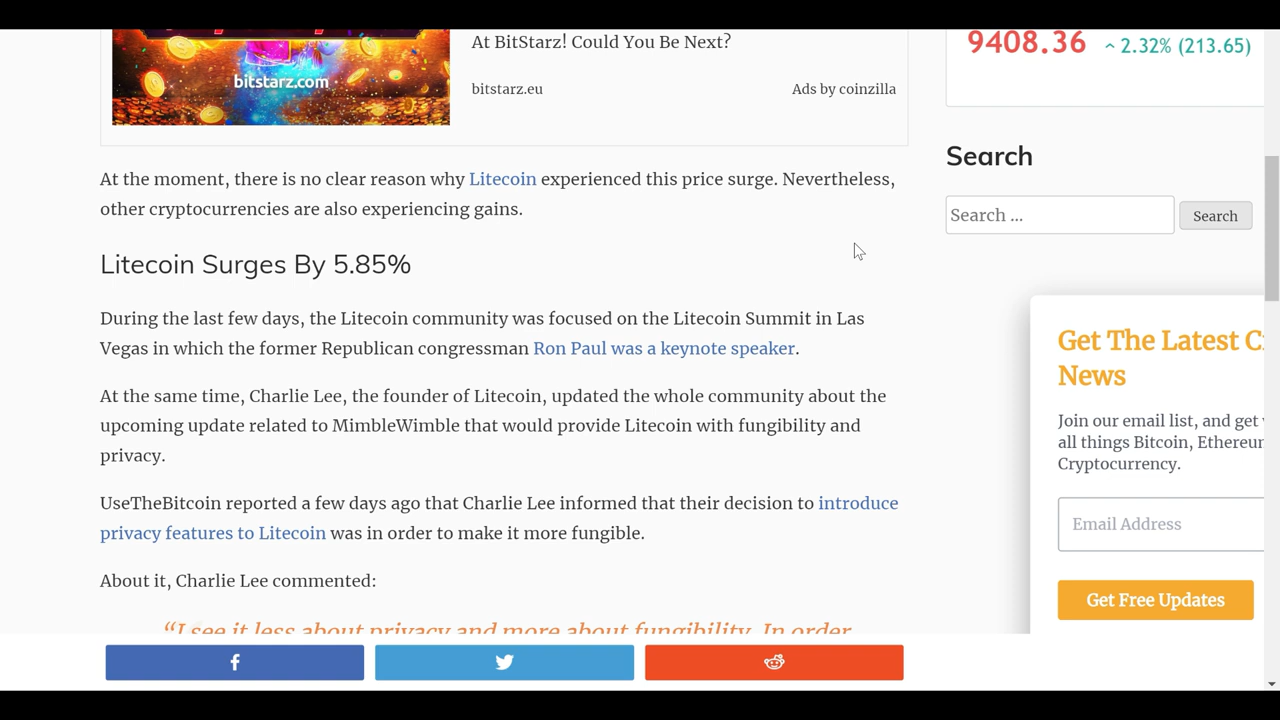 At BitStarz! Could You Be Next?
bitstarz.com
bitstarz.eu
Ads by coinzilla
At the moment, there is no clear reason why Litecoin experienced this price surge. Nevertheless,
other cryptocurrencies are also experiencing gains.
Litecoin Surges By 5.85%
During the last few days, the Litecoin community was focused on the Litecoin Summit in Las
Vegas in which the former Republican congressman Ron Paul was a keynote speaker.
At the same time, Charlie Lee, the founder of Litecoin, updated the whole community about the
upcoming update related to MimbleWimble that would provide Litecoin with fungibility and
privacy.
UseTheBitcoin reported a few days ago that Charlie Lee informed that their decision to introduce
privacy features to Litecoin was in order to make it more fungible.
About it, Charlie Lee commented:
“I see it less about privacy and more about fungibility. In order
9408.36 2.32% (213.65)
Search
Search ...
Search
Get The Latest C
News
Join our email list, and get
all things Bitcoin, Ethereu
Cryptocurrency.
Email Address
Get Free Updates